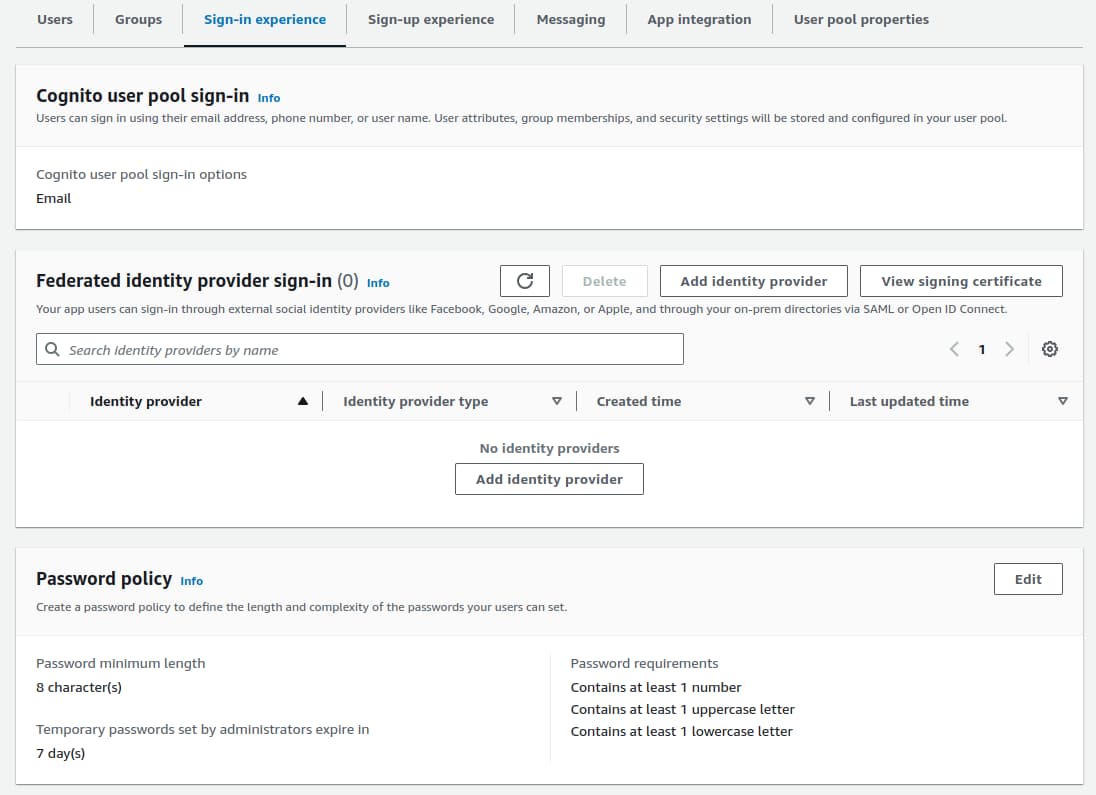 Users Groups Sign-in experience Sign-up experience Messaging App integration User pool properties
Cognito user pool sign-in Info
Users can sign in using their email address, phone number, or user name. User attributes, group memberships, and security settings will be stored and configured in your user pool.
Cognito user pool sign-in options
Email
Federated identity provider sign-in (0) Info Delete Add identity provider View signing certificate
Your app users can sign-in through external social identity providers like Facebook, Google, Amazon, or Apple, and through your on-prem directories via SAML or Open ID Connect.
Search identity providers by name 1
Identity provider Identity provider type Created time Last updated time
No identity providers
Add identity provider
Password policy Info Edit
Create a password policy to define the length and complexity of the passwords your users can set.
Password minimum length
8 character(s)
Temporary passwords set by administrators expire in
7 day(s)
Password requirements
Contains at least 1 number
Contains at least 1 uppercase letter
Contains at least 1 lowercase letter